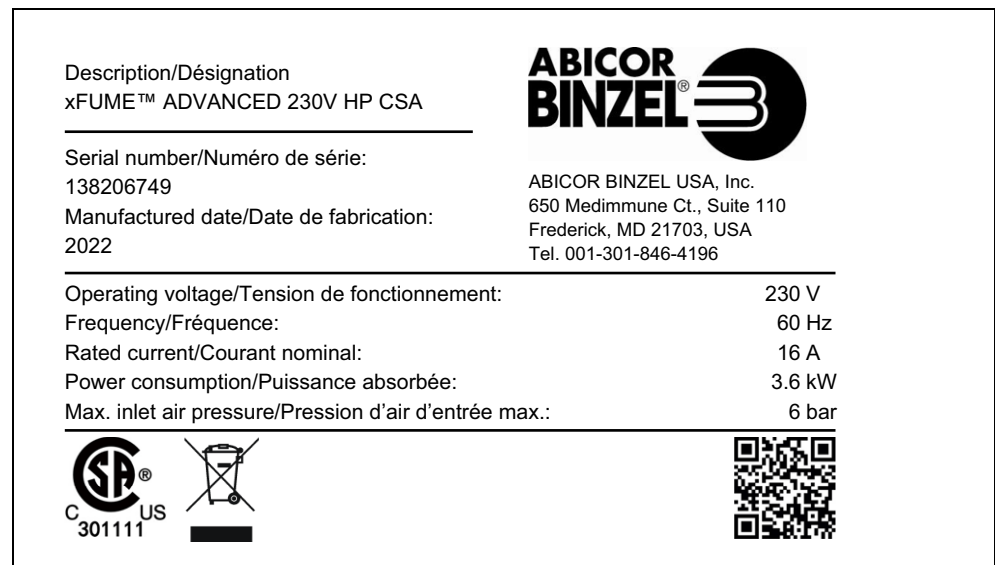 Description/Désignation
xFUME™ ADVANCED 230V HP CSA
Serial number/Numéro de série:
138206749
Manufactured date/Date de fabrication:
2022
ABICOR
BINZEL®
ABICOR BINZEL USA, Inc.
650 Medimmune Ct., Suite 110
Frederick, MD 21703, USA
Tel. 001-301-846-4196
Operating voltage/Tension de fonctionnement: 230 V
Frequency/Fréquence: 60 Hz
Rated current/Courant nominal: 16 A
Power consumption/Puissance absorbée: 3.6 kW
Max. inlet air pressure/Pression d’air d’entrée max.: 6 bar
CSA®
C US
301111